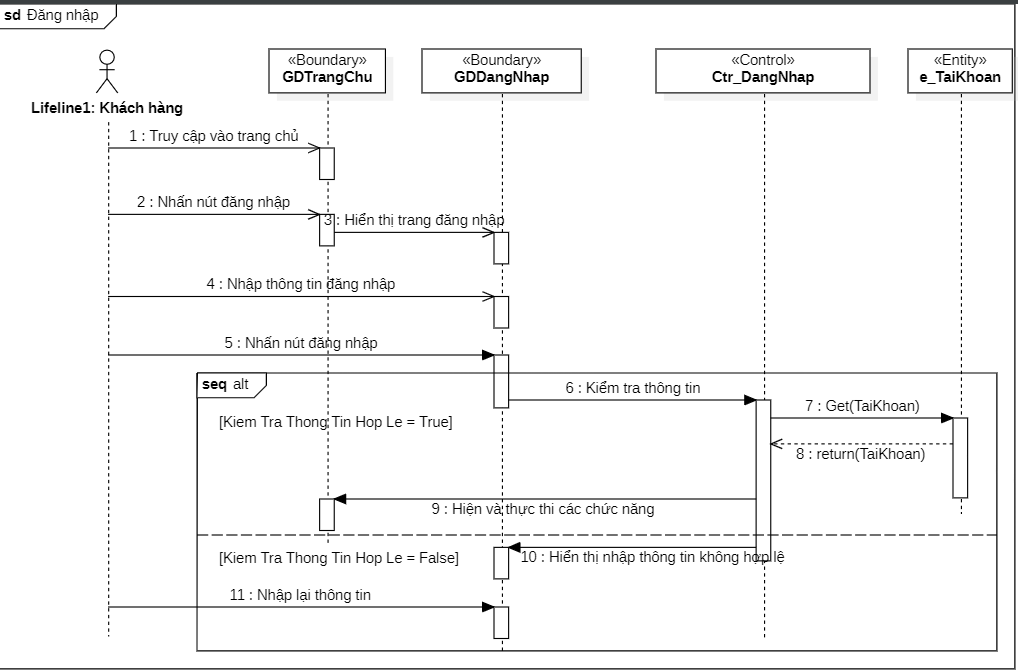 sd Đăng nhập
«Boundary»
GDTrangChu
«Boundary»
GDDangNhap
«Control»
Ctr_DangNhap
«Entity»
e_TaiKhoan
Lifeline1: Khách hàng
1 : Truy cập vào trang chủ
2 : Nhấn nút đăng nhập
3 : Hiển thị trang đăng nhập
4 : Nhập thông tin đăng nhập
5 : Nhấn nút đăng nhập
seq alt
6 : Kiểm tra thông tin
7 : Get(TaiKhoan)
[Kiem Tra Thong Tin Hop Le = True]
8 : return(TaiKhoan)
9 : Hiện và thực thi các chức năng
[Kiem Tra Thong Tin Hop Le = False]
10 : Hiển thị nhập thông tin không hợp lệ
11 : Nhập lại thông tin